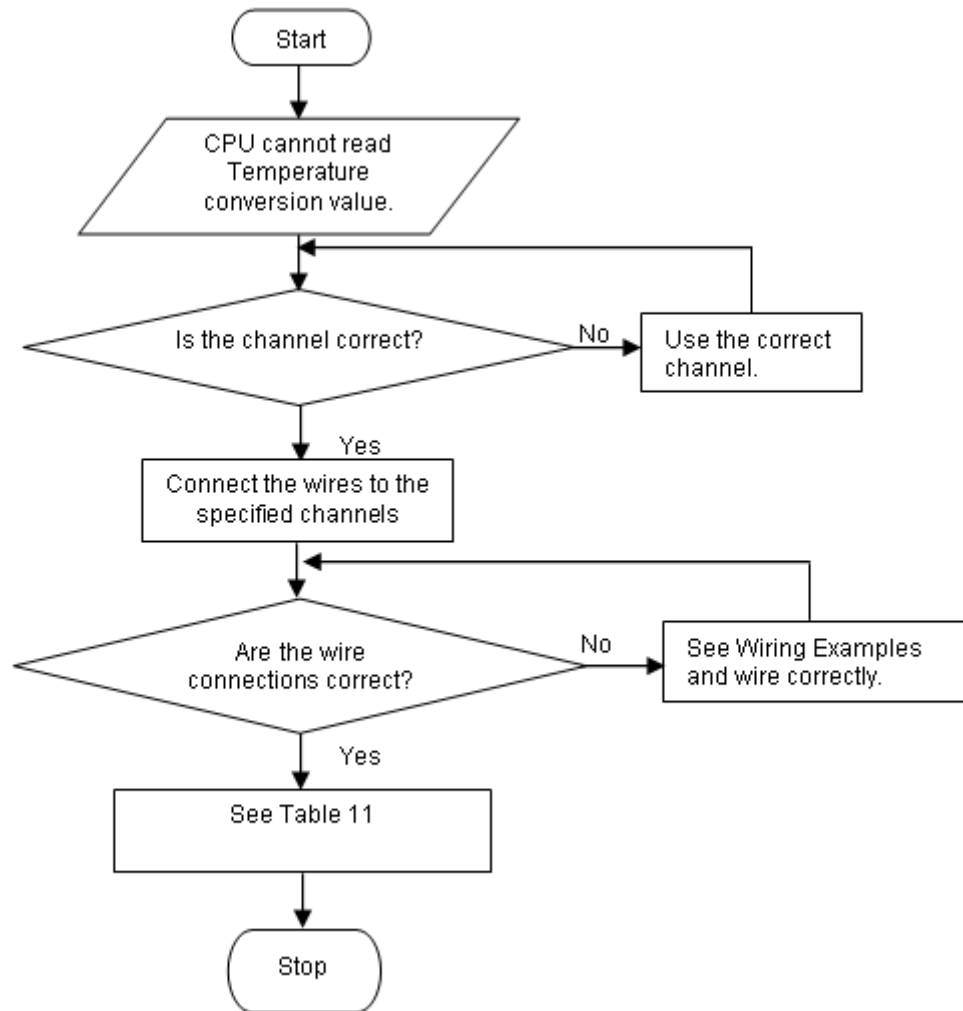 Start
CPU cannot read
Temperature
conversion value.
Is the channel correct?
No
Use the correct
channel.
Yes
Connect the wires to the
specified channels
Are the wire
connections correct?
No
See Wiring Examples
and wire correctly.
Yes
See Table 11
Stop